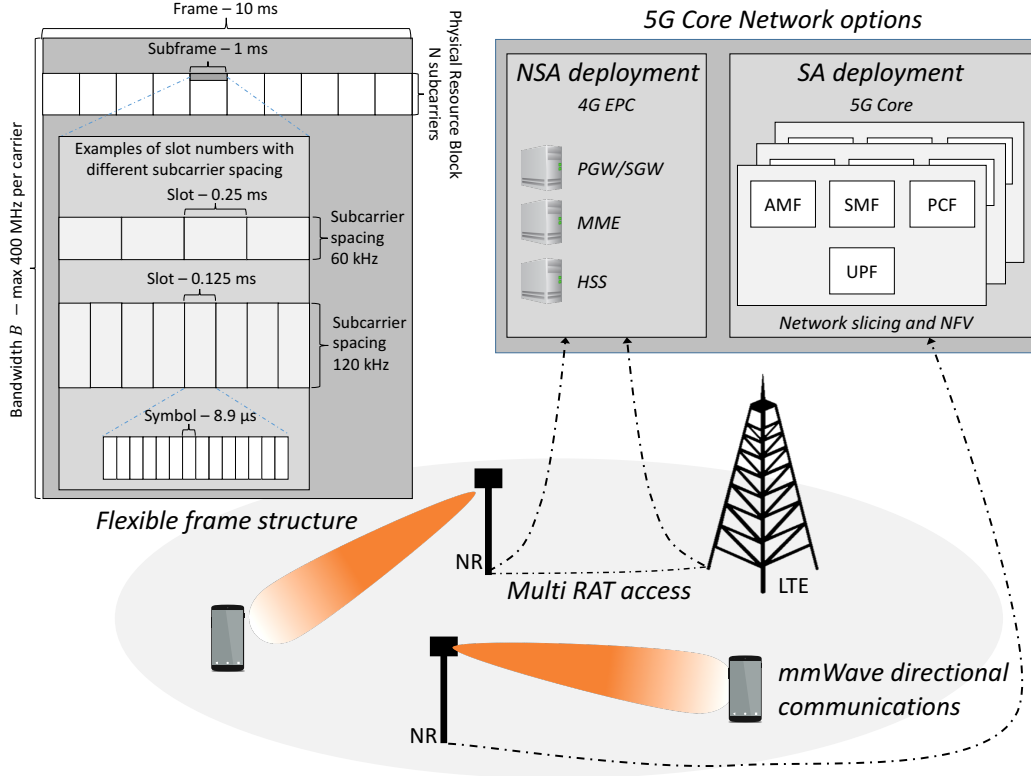 Frame – 10 ms
Subframe – 1 ms
Physical Resource Block
N subcarriers
Bandwidth B – max 400 MHz per carrier
Examples of slot numbers with
different subcarrier spacing
Slot – 0.25 ms
Subcarrier
spacing
60 kHz
Slot – 0.125 ms
Subcarrier
spacing
120 kHz
Symbol – 8.9 μs
Flexible frame structure
5G Core Network options
NSA deployment
4G EPC
PGW/SGW
MME
HSS
SA deployment
5G Core
AMF
SMF
PCF
UPF
Network slicing and NFV
NR
Multi RAT access
LTE
NR
mmWave directional
communications